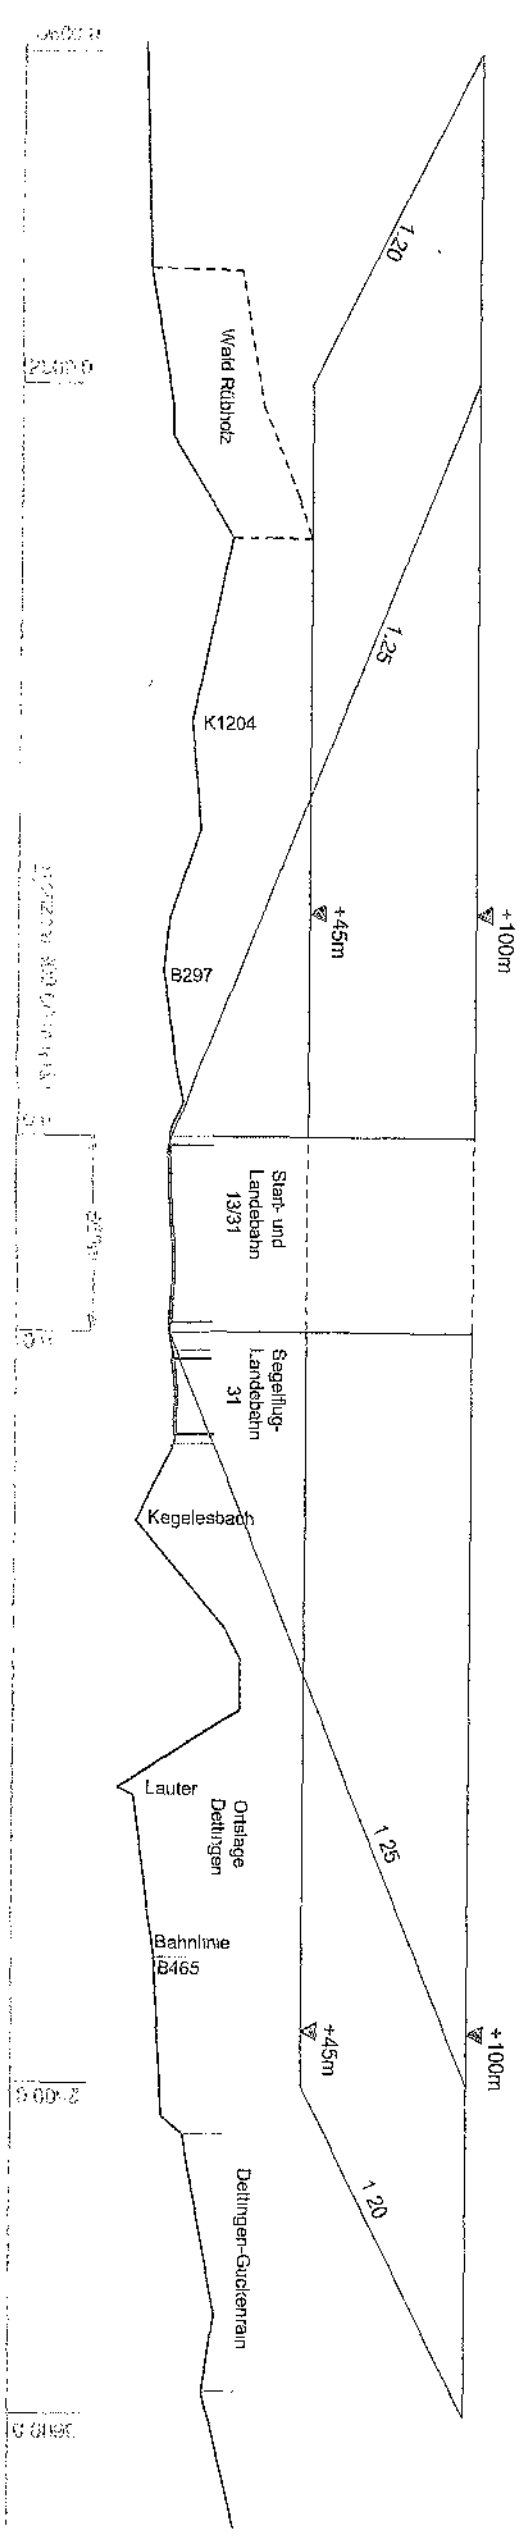 1.20
Wald Rübholz
1.25
K1204
+45m
+100m
B297
Start- und
Landebahn
13/31
Segelflug-
Landebahn
31
Kegelesbach
Lauter
Ortslage
Dettingen
1 25
Bahnlinie
B465
+45m
+100m
1 20
Dettingen-Guckenrain